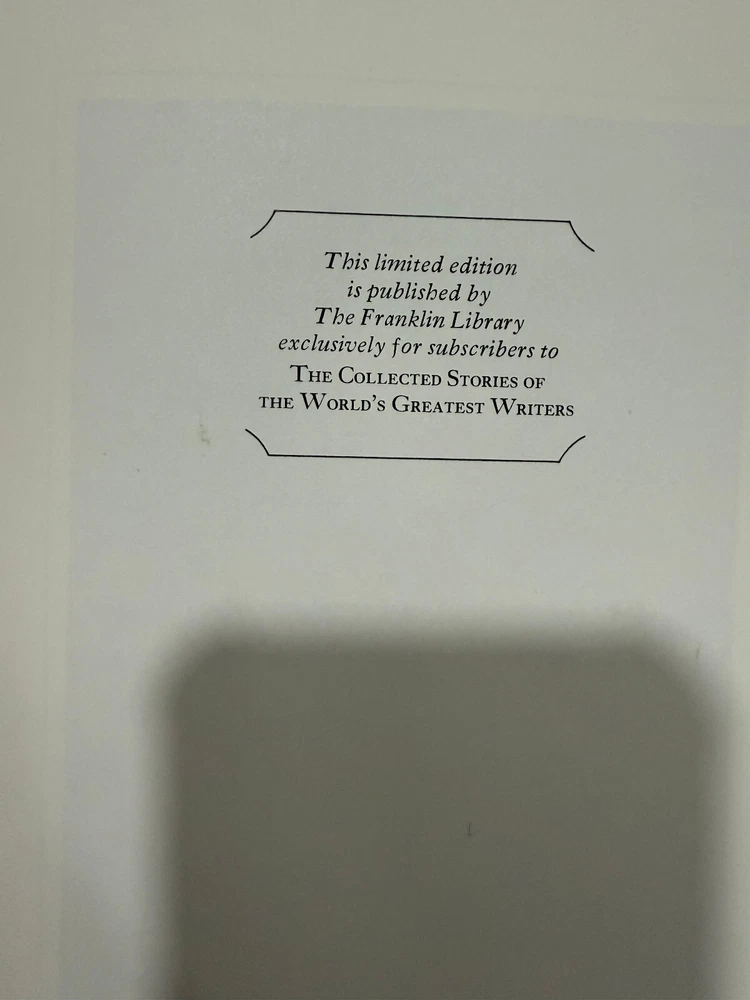 This limited edition
is published by
The Franklin Library
exclusively for subscribers to
THE COLLECTED STORIES OF
THE WORLD'S GREATEST WRITERS